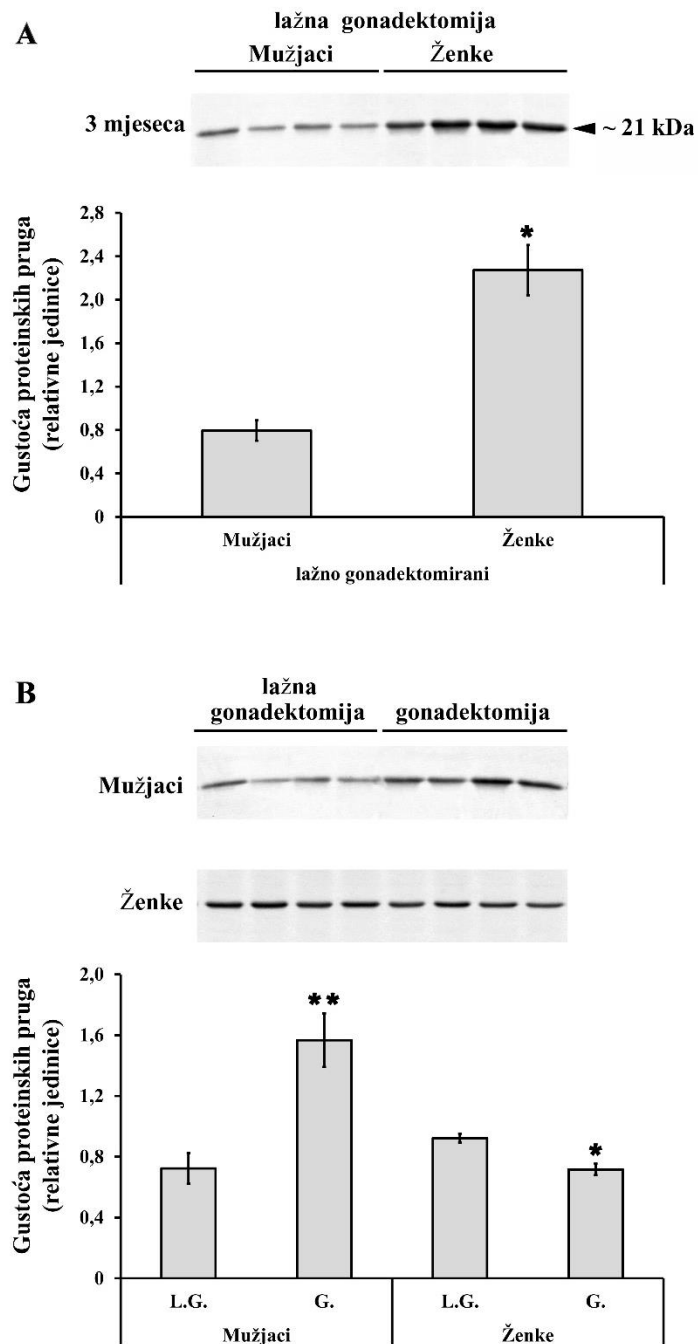 A
lažna gonadektomija
Mužjaci Ženke
3 mjeseca
~ 21 kDa
Gustoća proteinskih pruga
(relativne jedinice)
2,8
2,4
2,0
1,6
1,2
0,8
0,4
0
*
Mužjaci Ženke
lažno gonadektomirani
B
lažna
gonadektomija gonadektomija
Mužjaci
Ženke
Gustoća proteinskih pruga
(relativne jedinice)
2,0
1,6
1,2
0,8
0,4
0
**
*
L.G. G. L.G. G.
Mužjaci Ženke